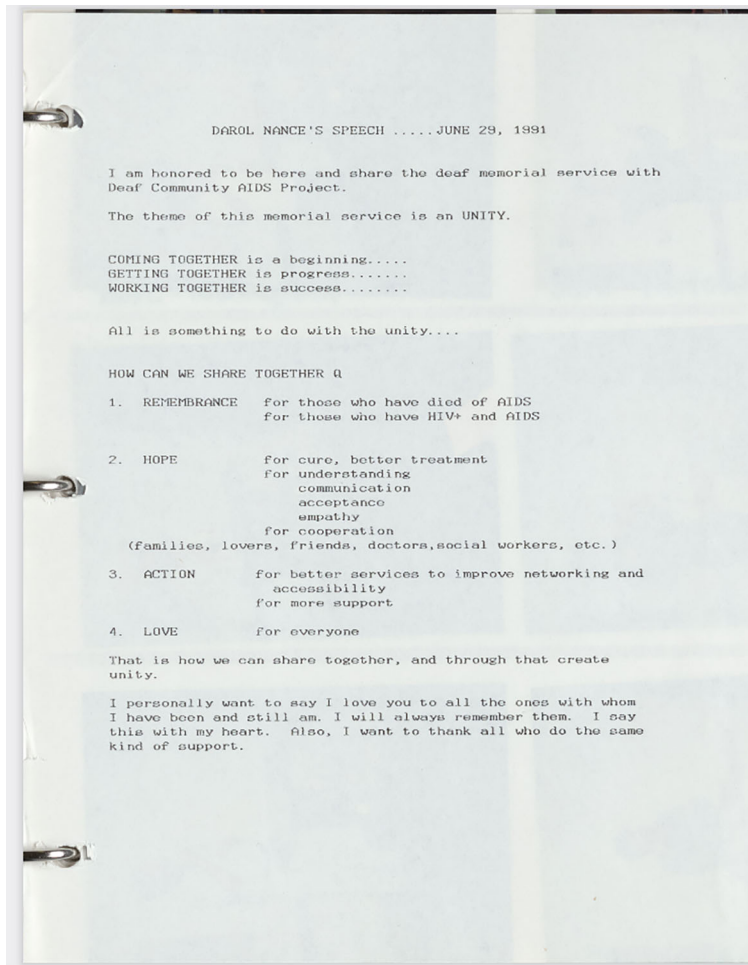 DAROL NANCE'S SPEECH .....JUNE 29, 1991
I am honored to be here and share the deaf memorial service with
Deaf Community AIDS Project.
The theme of this memorial service is an UNITY.
COMING TOGETHER is a beginning.....
GETTING TOGETHER is progress.......
WORKING TOGETHER is success........
All is something to do with the unity....
HOW CAN WE SHARE TOGETHER Q
1. REMEMBRANCE for those who have died of AIDS
for those who have HIV+ and AIDS
2. HOPE for cure, better treatment
for understanding
communication
acceptance
empathy
for cooperation
(families, lovers, friends, doctors,social workers, etc.)
3. ACTION for better services to improve networking and
accessibility
for more support
4. LOVE for everyone
That is how we can share together, and through that create
unity.
I personally want to say I love you to all the ones with whom
I have been and still am. I will always remember them. I say
this with my heart. Also, I want to thank all who do the same
kind of support.